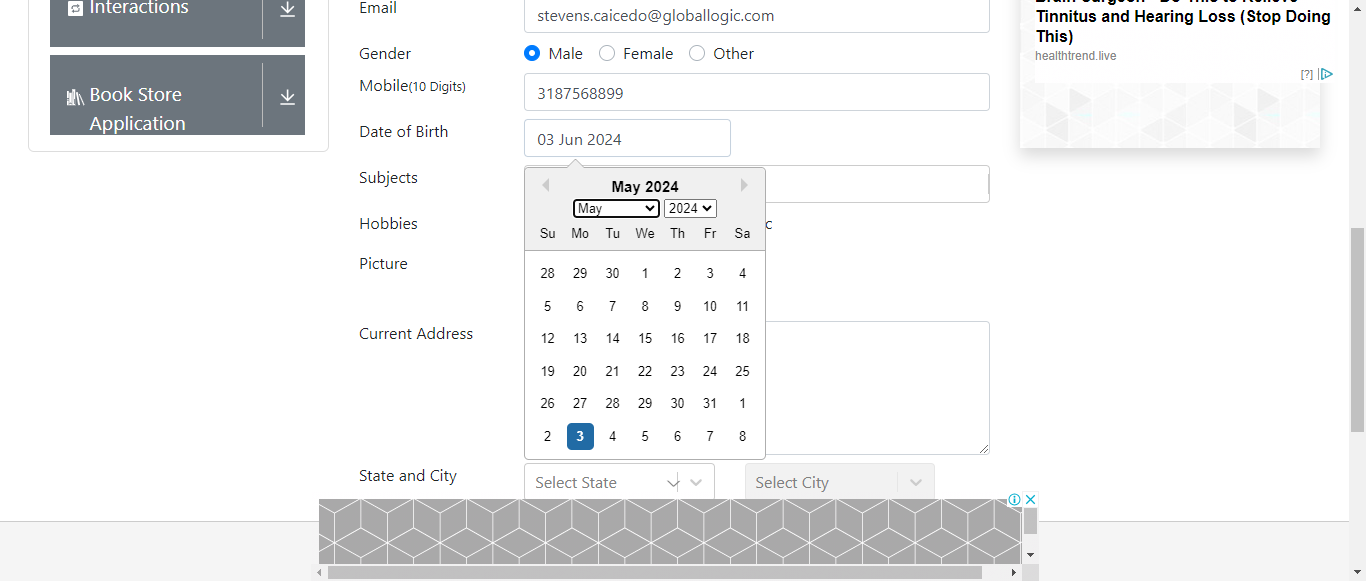 Interactions
Book Store
Application
Email
stevens.caicedo@globallogic.com
Gender
Male Female Other
Mobile(10 Digits)
3187568899
Date of Birth
03 Jun 2024
Subjects
May 2024
May 2024
Su Mo Tu We Th Fr Sa
28 29 30 1 2 3 4
5 6 7 8 9 10 11
12 13 14 15 16 17 18
19 20 21 22 23 24 25
26 27 28 29 30 31 1
2 3 4 5 6 7 8
Hobbies
c
Picture
Current Address
State and City
Select State
Select City
Tinnitus and Hearing Loss (Stop Doing
This)
healthtrend.live
[?]